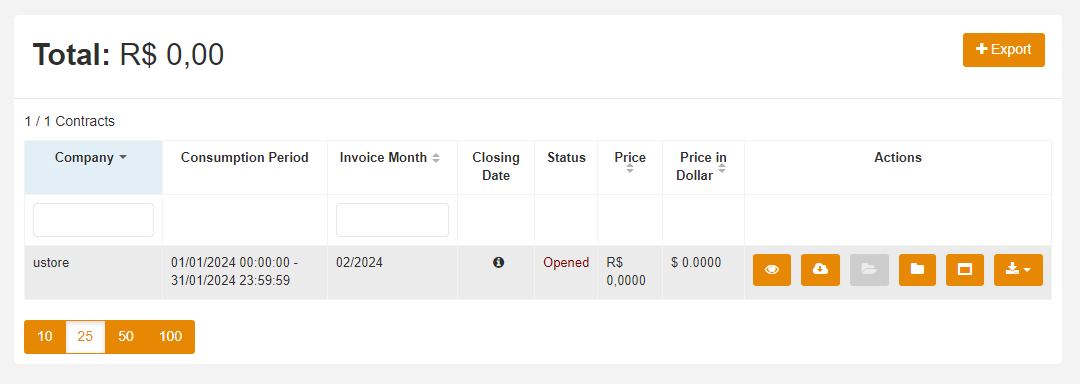 Total: R$ 0,00
Export
1 / 1 Contracts
Company
Consumption Period
Invoice Month
Closing
Date
Status
Price
Price in
Dollar
Actions
ustore
01/01/2024 00:00:00 -
31/01/2024 23:59:59
02/2024
Opened
R$
0,0000
$ 0.0000
10 25 50 100